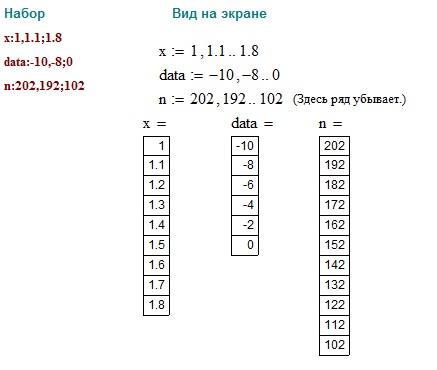 Набор Вид на экране
x:1,1.1;1.8
data:-10,-8;0
n:202,192;102
x := 1 , 1.1 .. 1.8
data := −10 , −8 .. 0
n := 202 , 192 .. 102 (Здесь ряд убывает.)
x = data = n =
1 -10 202
1.1 -8 192
1.2 -6 182
1.3 -4 172
1.4 -2 162
1.5 0 152
1.6 142
1.7 132
1.8 122
112
102